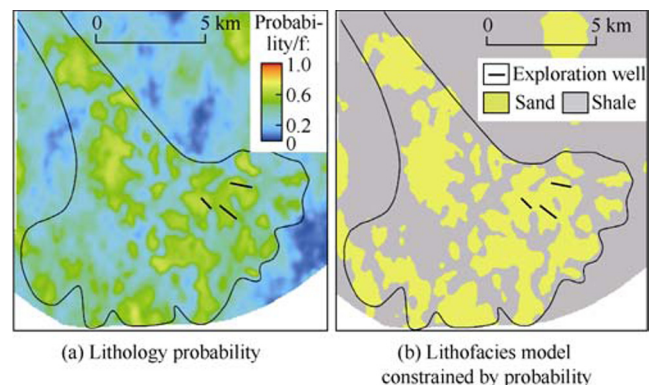 0 5 km
Probabi-
lity/f:
1.0
0.6
0.2
0
0 5 km
Exploration well
Sand Shale
(a) Lithology probability
(b) Lithofacies model
constrained by probability